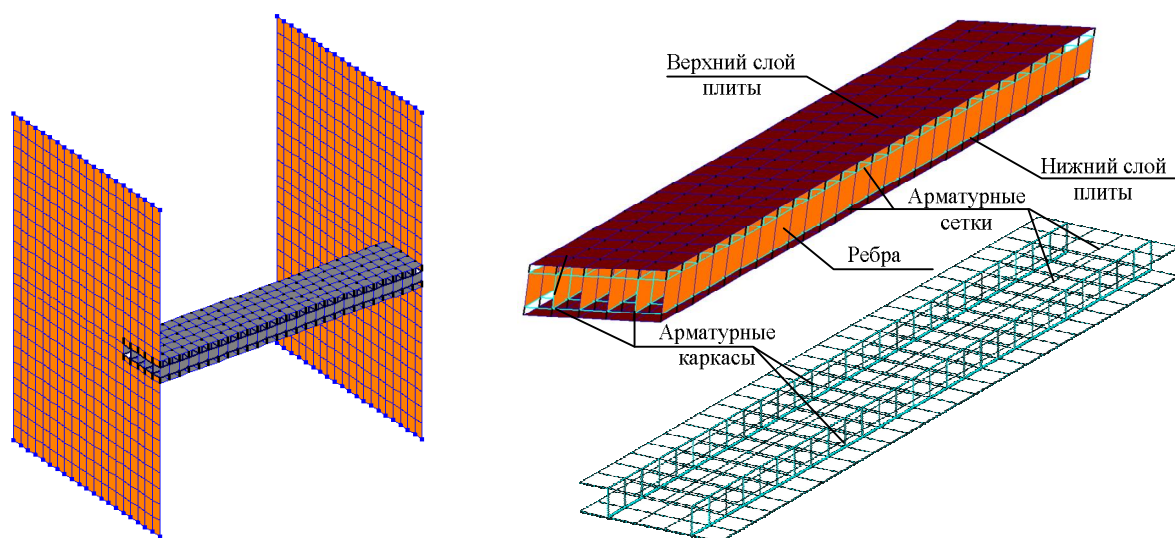 Верхний слой
плиты
Нижний слой
плиты
Арматурные
сетки
Ребра
Арматурные
каркасы